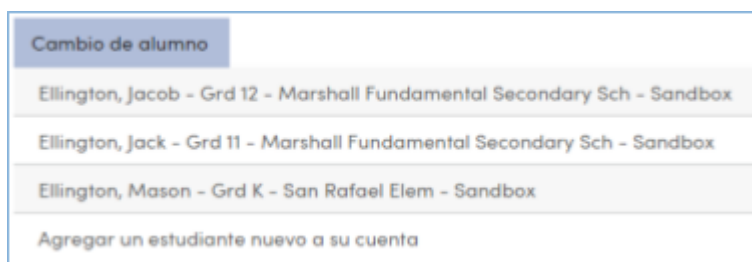 Cambio de alumno
Ellington, Jacob - Grd 12 - Marshall Fundamental Secondary Sch - Sandbox
Ellington, Jack - Grd 11 - Marshall Fundamental Secondary Sch - Sandbox
Ellington, Mason - Grd K - San Rafael Elem - Sandbox
Agregar un estudiante nuevo a su cuenta